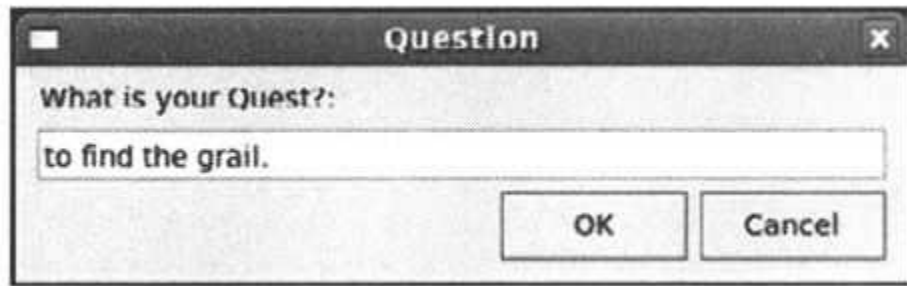 Question
What is your Quest?:
to find the grail.
OK Cancel